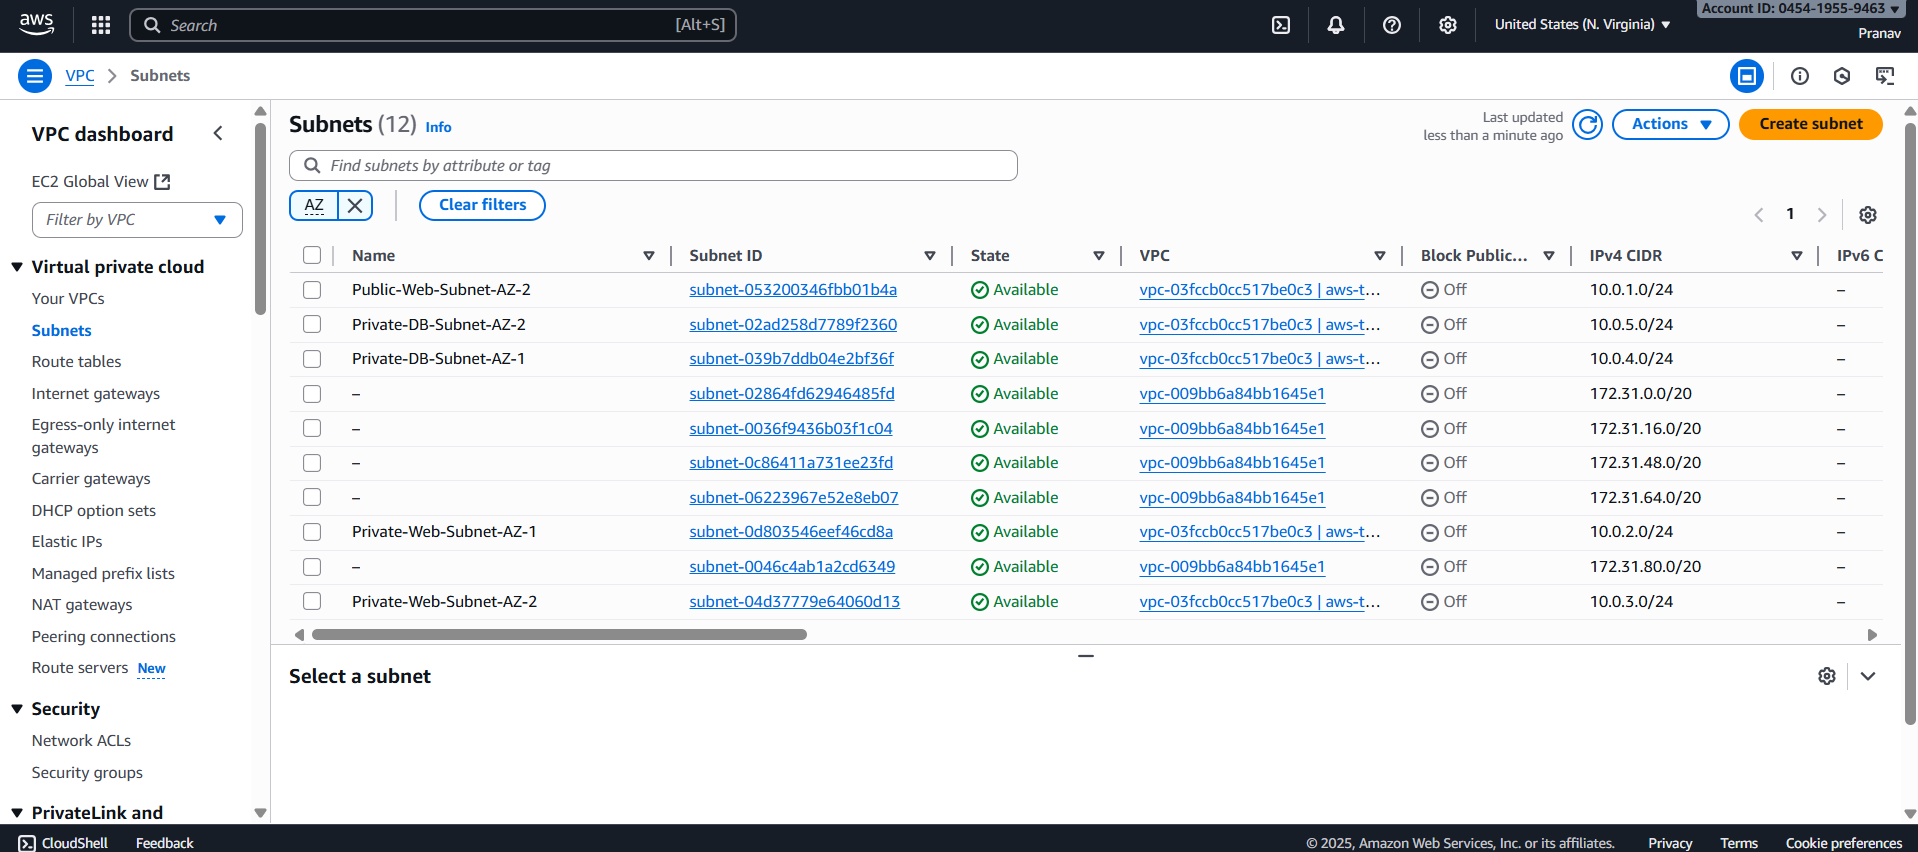 aws
Search [Alt+S]
United States (N. Virginia)
Account ID: 0454-1955-9463
Pranav
VPC > Subnets
VPC dashboard
EC2 Global View
Filter by VPC
Virtual private cloud
Your VPCs
Subnets
Route tables
Internet gateways
Egress-only internet
gateways
Carrier gateways
DHCP option sets
Elastic IPs
Managed prefix lists
NAT gateways
Peering connections
Route servers New
Security
Network ACLs
Security groups
PrivateLink and
Subnets (12) Info
Last updated
less than a minute ago
Actions
Create subnet
Find subnets by attribute or tag
AZ
Clear filters
1
Name Subnet ID State VPC Block Public... IPv4 CIDR IPv6 C
Public-Web-Subnet-AZ-2 subnet-053200346fbb01b4a Available vpc-03fccb0cc517be0c3 | aws-t... Off 10.0.1.0/24 –
Private-DB-Subnet-AZ-2 subnet-02ad258d7789f2360 Available vpc-03fccb0cc517be0c3 | aws-t... Off 10.0.5.0/24 –
Private-DB-Subnet-AZ-1 subnet-039b7ddb04e2bf36f Available vpc-03fccb0cc517be0c3 | aws-t... Off 10.0.4.0/24 –
– subnet-02864fd62946485fd Available vpc-009bb6a84bb1645e1 Off 172.31.0.0/20 –
– subnet-0036f9436b03f1c04 Available vpc-009bb6a84bb1645e1 Off 172.31.16.0/20 –
– subnet-0c86411a731ee23fd Available vpc-009bb6a84bb1645e1 Off 172.31.48.0/20 –
– subnet-06223967e52e8eb07 Available vpc-009bb6a84bb1645e1 Off 172.31.64.0/20 –
Private-Web-Subnet-AZ-1 subnet-0d803546eef46cd8a Available vpc-03fccb0cc517be0c3 | aws-t... Off 10.0.2.0/24 –
– subnet-0046c4ab1a2cd6349 Available vpc-009bb6a84bb1645e1 Off 172.31.80.0/20 –
Private-Web-Subnet-AZ-2 subnet-04d37779e64060d13 Available vpc-03fccb0cc517be0c3 | aws-t... Off 10.0.3.0/24 –
Select a subnet
CloudShell Feedback © 2025, Amazon Web Services, Inc. or its affiliates. Privacy Terms Cookie preferences